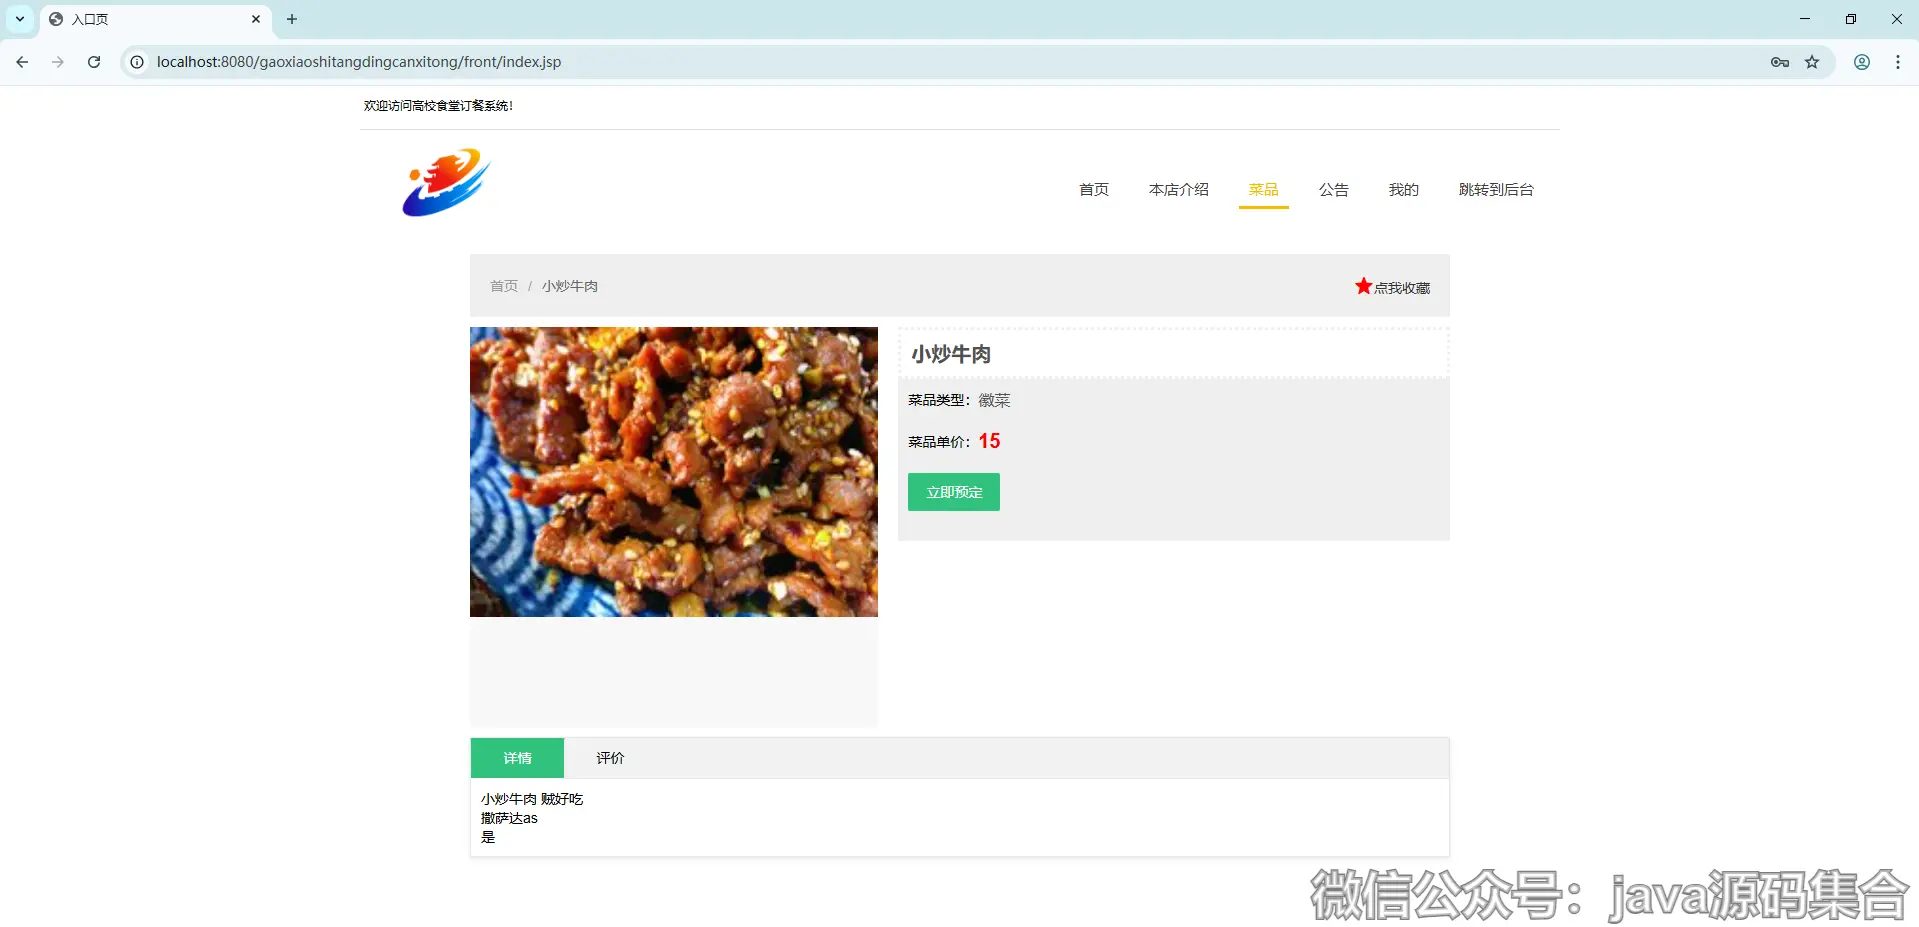 入口页
localhost:8080/gaoxiaoshitangdingcanxitong/front/index.jsp
欢迎访问高校食堂订餐系统!
首页 本店介绍 菜品 公告 我的 跳转到后台
首页 / 小炒牛肉
点我收藏
小炒牛肉
菜品类型: 徽菜
菜品单价: 15
立即预定
详情 评价
小炒牛肉 贼好吃
撒萨达as
是
微信公众号：java源码集合